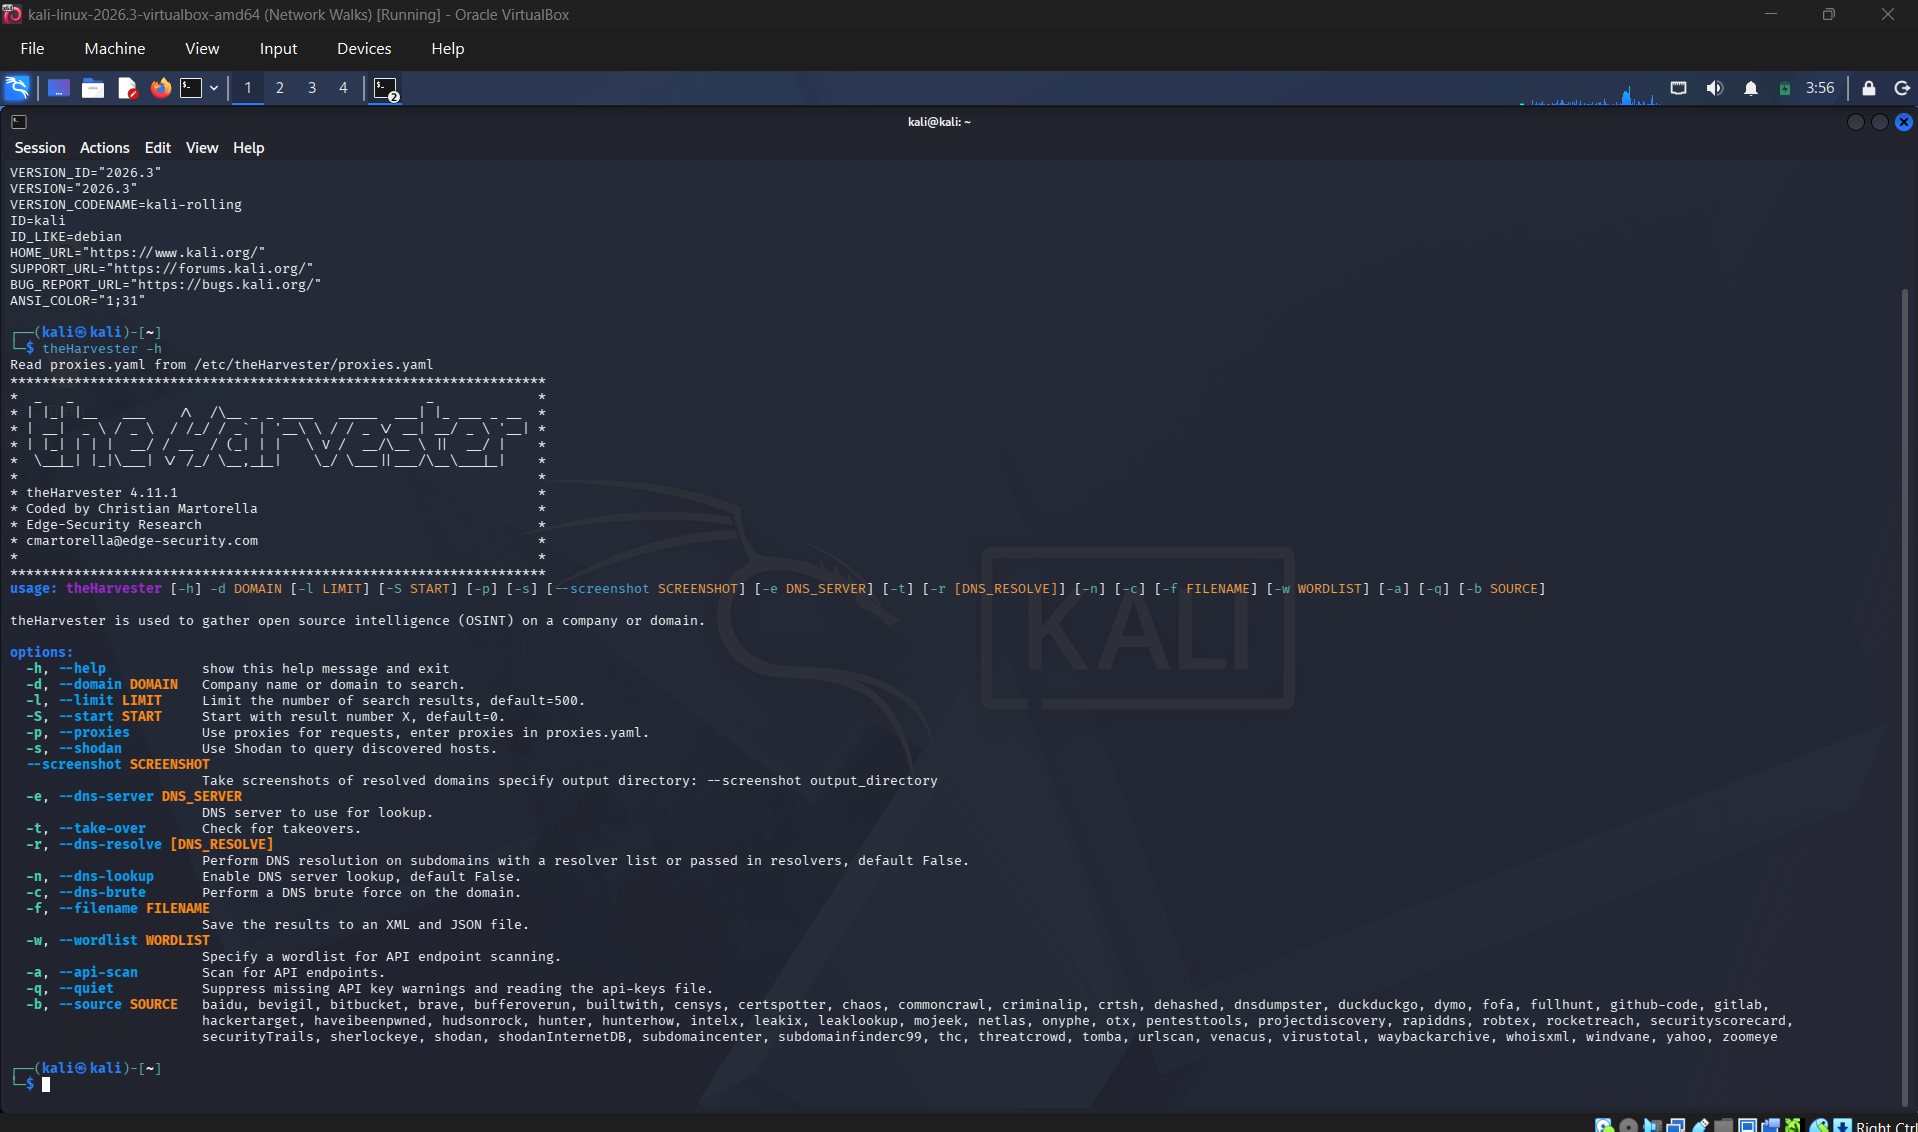 kali-linux-2026.3-virtualbox-amd64 (Network Walks) [Running] - Oracle VirtualBox
File Machine View Input Devices Help
1 2 3 4 2 3:56
kali@kali: ~
Session Actions Edit View Help
VERSION_ID="2026.3"
VERSION="2026.3"
VERSION_CODENAME=kali-rolling
ID=kali
ID_LIKE=debian
HOME_URL="https://www.kali.org/"
SUPPORT_URL="https://forums.kali.org/"
BUG_REPORT_URL="https://bugs.kali.org/"
ANSI_COLOR="1;31"
┌──(kali㉿kali)-[~]
└─$ theHarvester -h
Read proxies.yaml from /etc/theHarvester/proxies.yaml
*******************************************************************
theHarvester
* theHarvester 4.11.1 *
* Coded by Christian Martorella *
* Edge-Security Research *
* cmartorella@edge-security.com *
* *
*******************************************************************
usage: theHarvester [-h] -d DOMAIN [-l LIMIT] [-S START] [-p] [-s] [--screenshot SCREENSHOT] [-e DNS_SERVER] [-t] [-r [DNS_RESOLVE]] [-n] [-c] [-f FILENAME] [-w WORDLIST] [-a] [-q] [-b SOURCE]
theHarvester is used to gather open source intelligence (OSINT) on a company or domain.
options:
-h, --help show this help message and exit
-d, --domain DOMAIN Company name or domain to search.
-l, --limit LIMIT Limit the number of search results, default=500.
-S, --start START Start with result number X, default=0.
-p, --proxies Use proxies for requests, enter proxies in proxies.yaml.
-s, --shodan Use Shodan to query discovered hosts.
--screenshot SCREENSHOT
Take screenshots of resolved domains specify output directory: --screenshot output_directory
-e, --dns-server DNS_SERVER
DNS server to use for lookup.
-t, --take-over Check for takeovers.
-r, --dns-resolve [DNS_RESOLVE]
Perform DNS resolution on subdomains with a resolver list or passed in resolvers, default False.
-n, --dns-lookup Enable DNS server lookup, default False.
-c, --dns-brute Perform a DNS brute force on the domain.
-f, --filename FILENAME
Save the results to an XML and JSON file.
-w, --wordlist WORDLIST
Specify a wordlist for API endpoint scanning.
-a, --api-scan Scan for API endpoints.
-q, --quiet Suppress missing API key warnings and reading the api-keys file.
-b, --source SOURCE baidu, bevigil, bitbucket, brave, bufferoverun, builtwith, censys, certspotter, chaos, commoncrawl, criminalip, crtsh, dehashed, dnsdumpster, duckduckgo, dymo, fofa, fullhunt, github-code, gitlab,
hackertarget, haveibeenpwned, hudsonrock, hunter, hunterhow, intelx, leakix, leaklookup, mojeek, netlas, onyphe, otx, pentesttools, projectdiscovery, rapiddns, robtex, rocketreach, securityscorecard,
securityTrails, sherlockeye, shodan, shodanInternetDB, subdomaincenter, subdomainfinderc99, thc, threatcrowd, tomba, urlscan, venacus, virustotal, waybackarchive, whoisxml, windvane, yahoo, zoomeye
┌──(kali㉿kali)-[~]
└─$
KALI
Right Ctrl